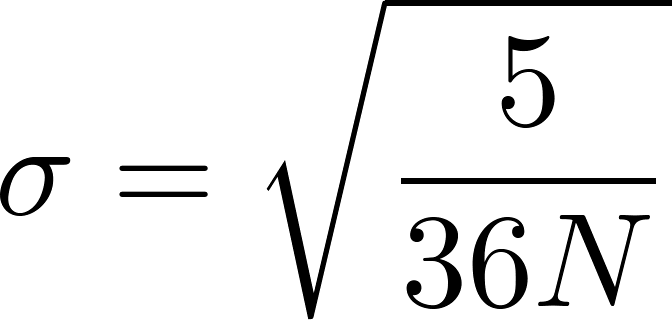 σ = √(5/36N)